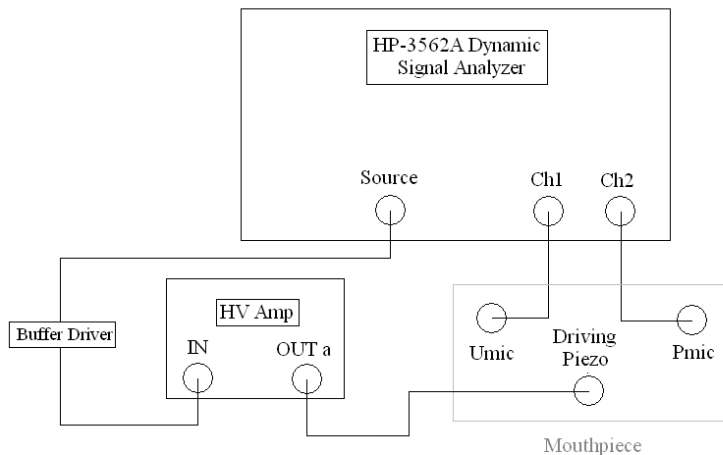 HP-3562A Dynamic
Signal Analyzer
Source
Ch1
Ch2
Buffer Driver
HV Amp
IN
OUT a
Umic
Driving
Piezo
Pmic
Mouthpiece